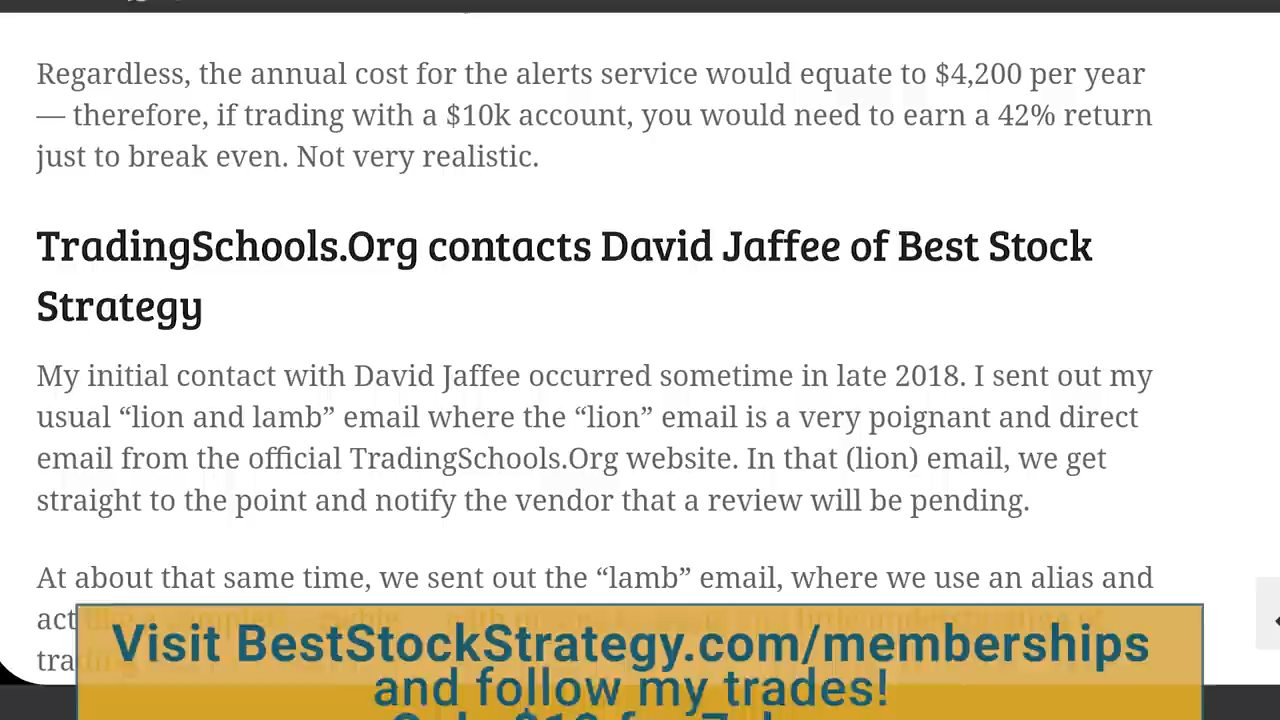 Regardless, the annual cost for the alerts service would equate to $4,200 per year
— therefore, if trading with a $10k account, you would need to earn a 42% return
just to break even. Not very realistic.
TradingSchools.Org contacts David Jaffee of Best Stock
Strategy
My initial contact with David Jaffee occurred sometime in late 2018. I sent out my
usual “lion and lamb” email where the “lion” email is a very poignant and direct
email from the official TradingSchools.Org website. In that (lion) email, we get
straight to the point and notify the vendor that a review will be pending.
At about that same time, we sent out the “lamb” email, where we use an alias and
act
Visit BestStockStrategy.com/memberships
and follow my trades!